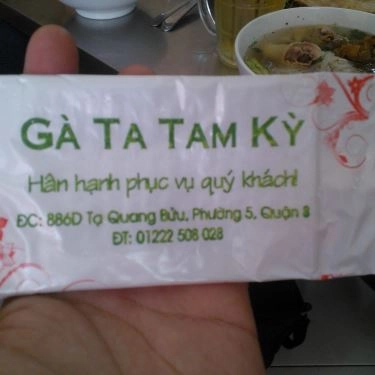 GÀ TA TAM KỲ
Hân hạnh phục vụ quý khách!
ĐC: 886D Tạ Quang Bửu, Phường 5, Quận 8
ĐT: 01222 508 028